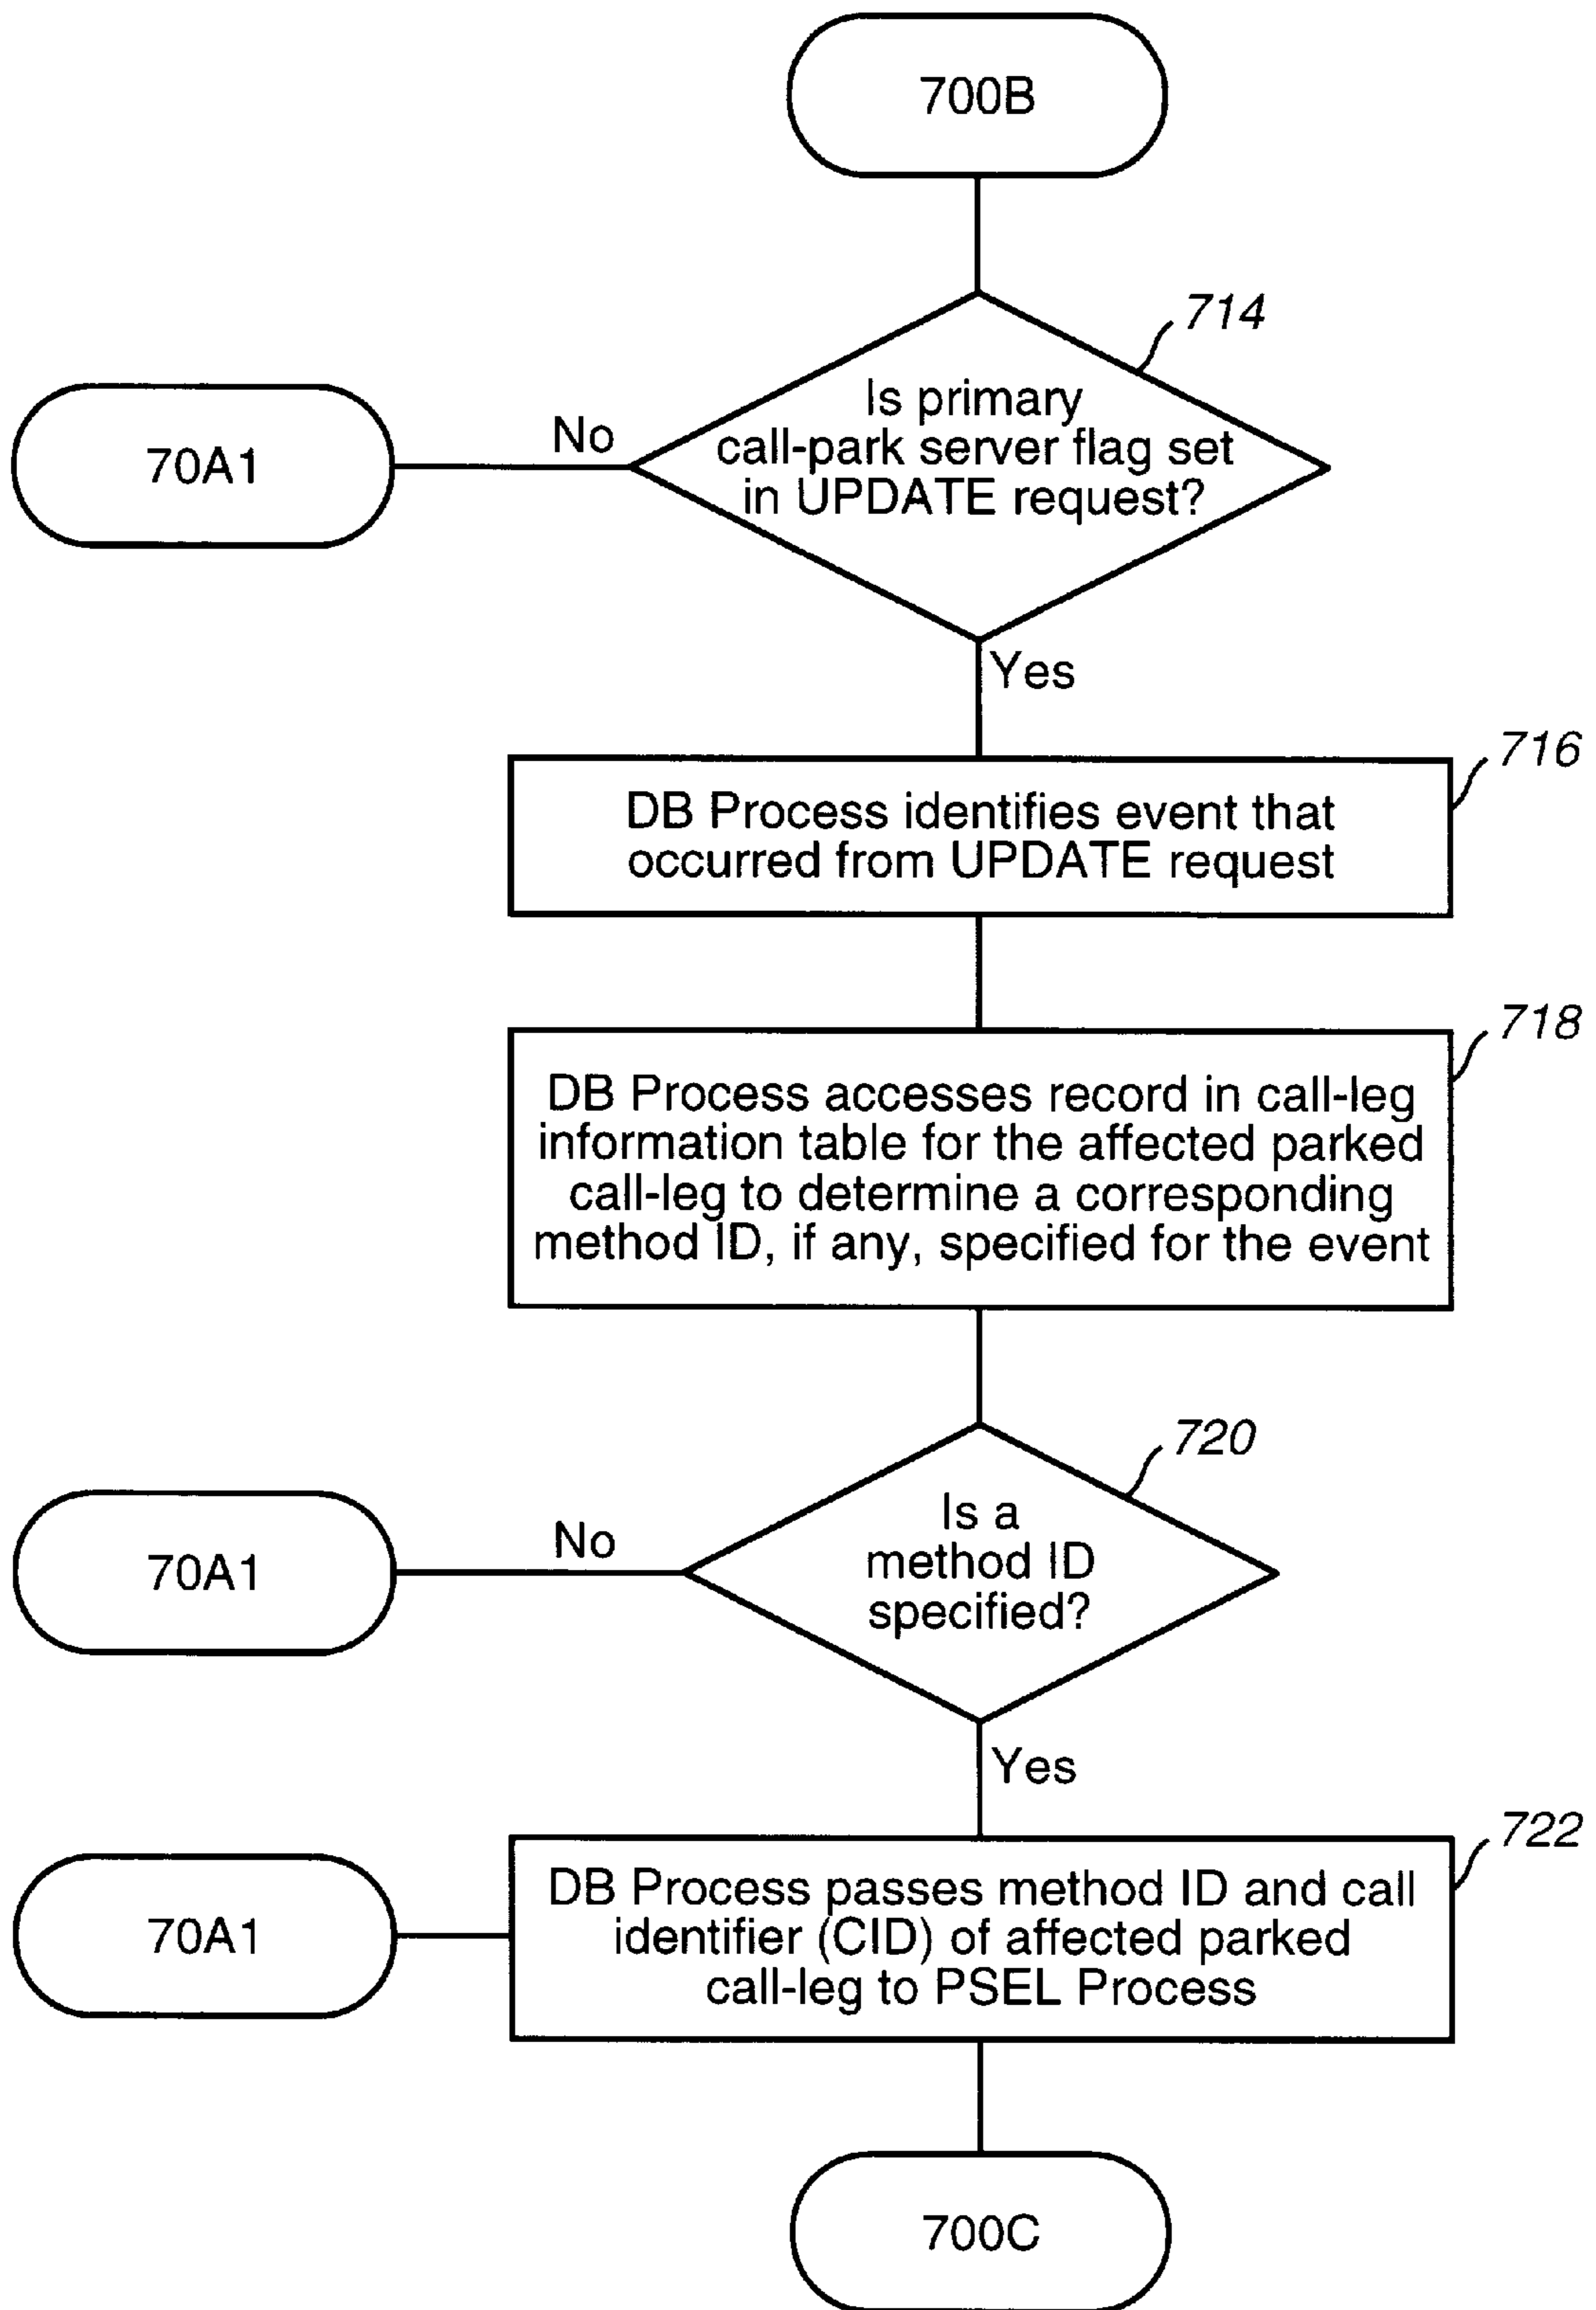 700B
714
Is primary
call-park server flag set
in UPDATE request?
No
70A1
Yes
716
DB Process identifies event that
occurred from UPDATE request
718
DB Process accesses record in call-leg
information table for the affected parked
call-leg to determine a corresponding
method ID, if any, specified for the event
720
Is a
method ID
specified?
No
70A1
Yes
722
DB Process passes method ID and call
identifier (CID) of affected parked
call-leg to PSEL Process
70A1
700C